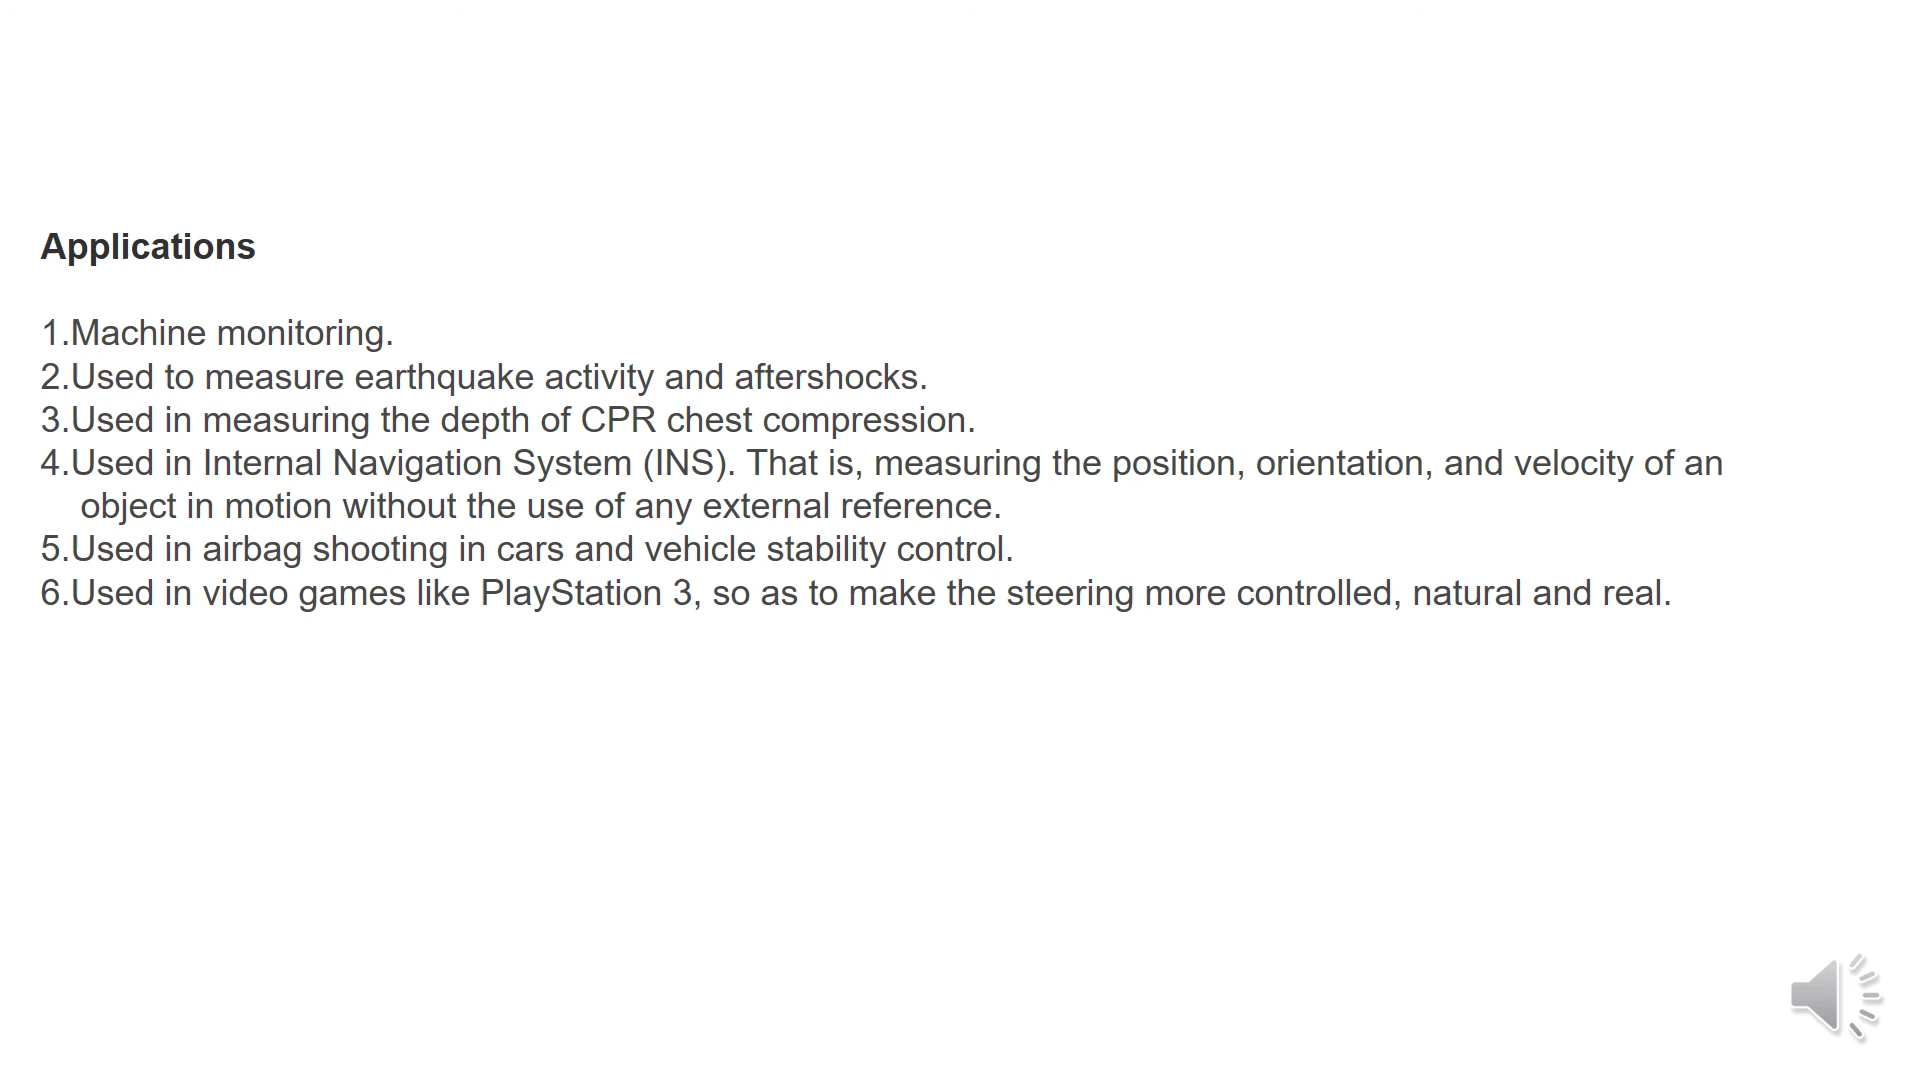 Applications
1.Machine monitoring.
2.Used to measure earthquake activity and aftershocks.
3.Used in measuring the depth of CPR chest compression.
4.Used in Internal Navigation System (INS). That is, measuring the position, orientation, and velocity of an
object in motion without the use of any external reference.
5.Used in airbag shooting in cars and vehicle stability control.
6.Used in video games like PlayStation 3, so as to make the steering more controlled, natural and real.